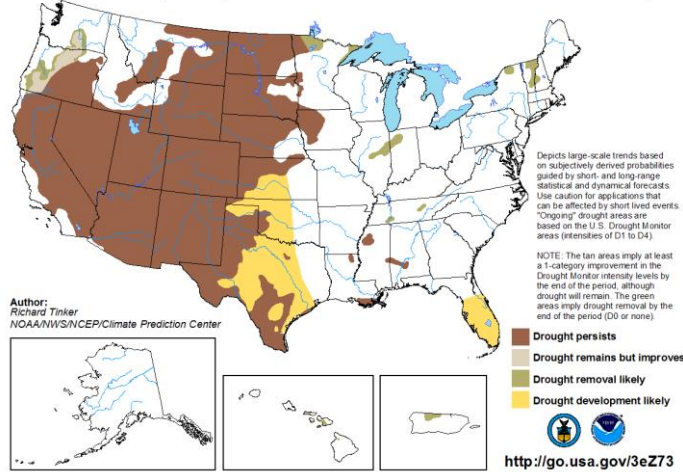 Depicts large-scale trends based
on subjectively derived probabilities
guided by short- and long-range
statistical and dynamical forecasts.
Use caution for applications that
can be affected by short lived events.
"Ongoing" drought areas are
based on the U.S. Drought Monitor
areas (intensities of D1 to D4).
NOTE: The tan areas imply at least
a 1-category improvement in the
Drought Monitor intensity levels by
the end of the period, although
drought will remain. The green
areas imply drought removal by the
end of the period (D0 or none).
Author:
Richard Tinker
NOAA/NWS/NCEP/Climate Prediction Center
Drought persists
Drought remains but improves
Drought removal likely
Drought development likely
http://go.usa.gov/3eZ73